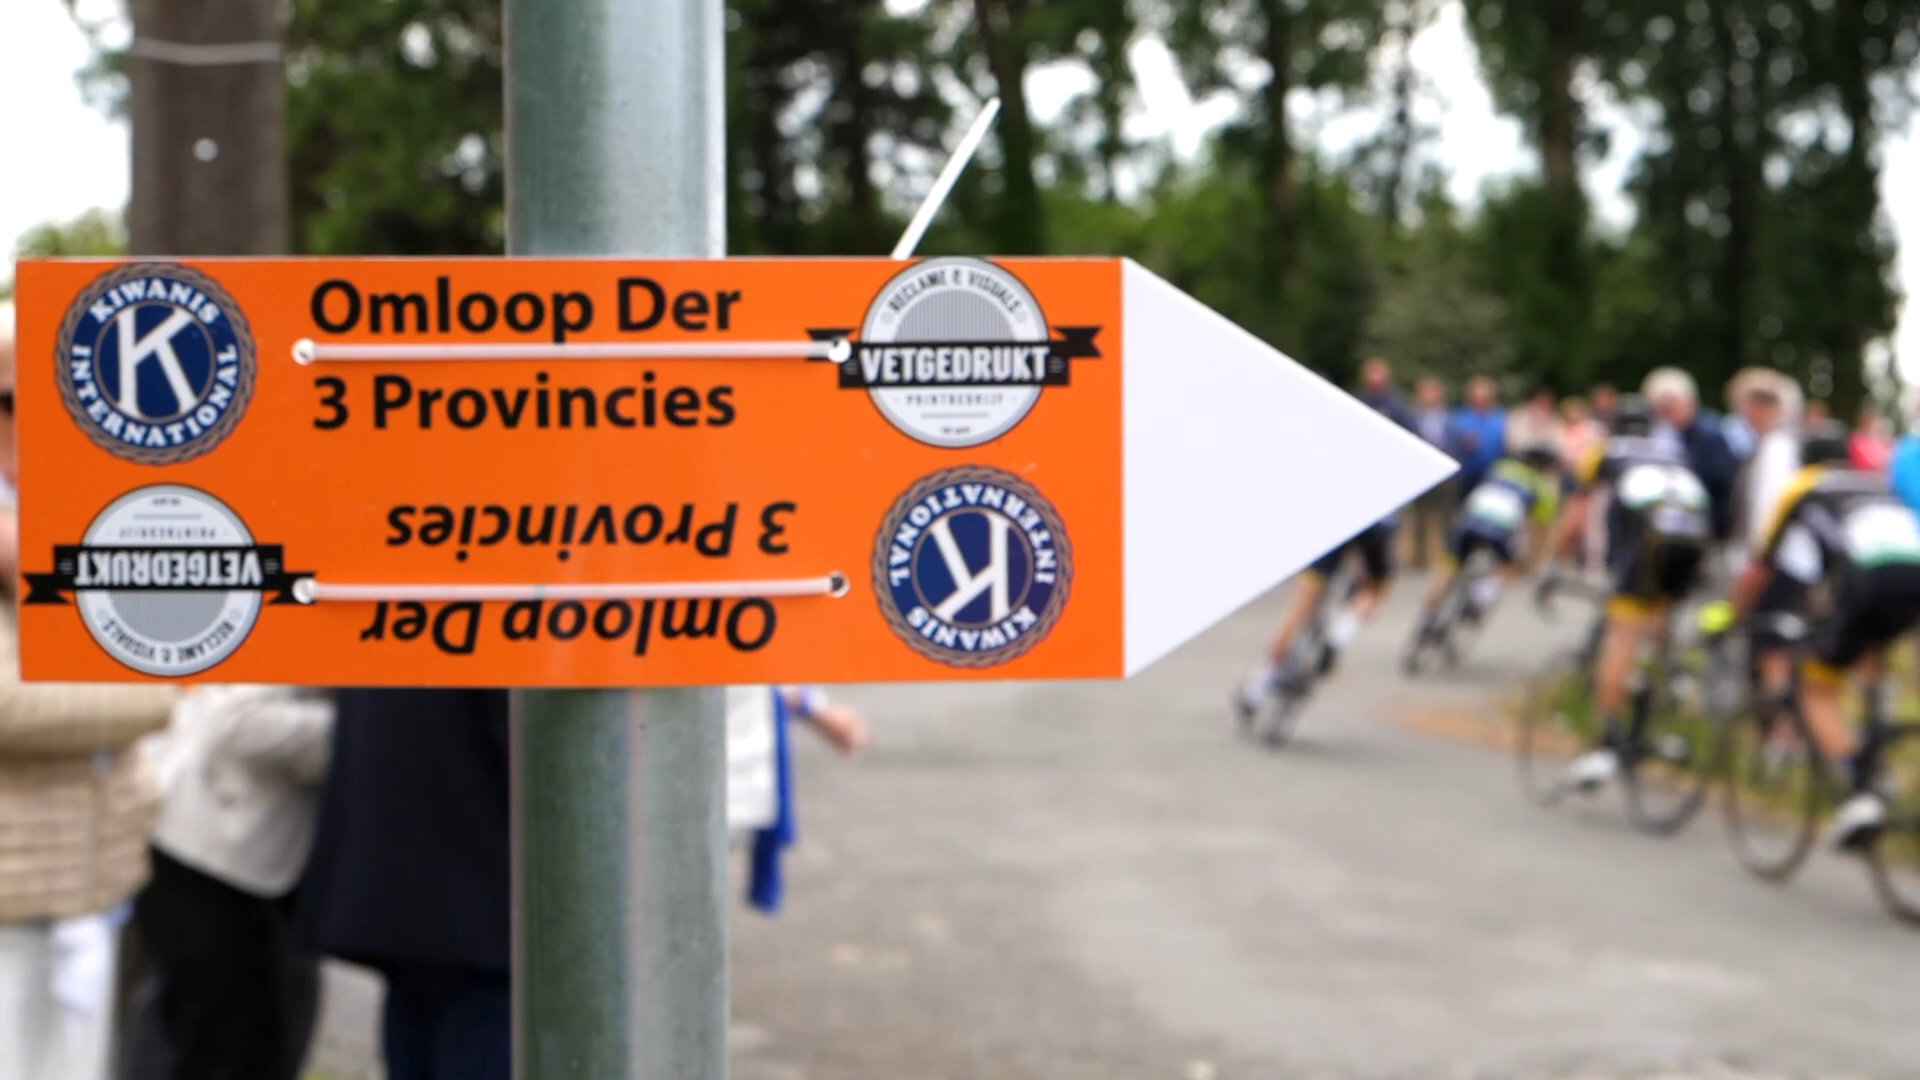 KIWANIS
INTERNATIONAL
Omloop Der
3 Provincies
RECLAME & VISUALS
VETGEDRUKT
PRINTBEDRIJF
3 Provincies
Omloop Der
VETGEDRUKT
PRINTBEDRIJF
RECLAME & VISUALS
KIWANIS
INTERNATIONAL